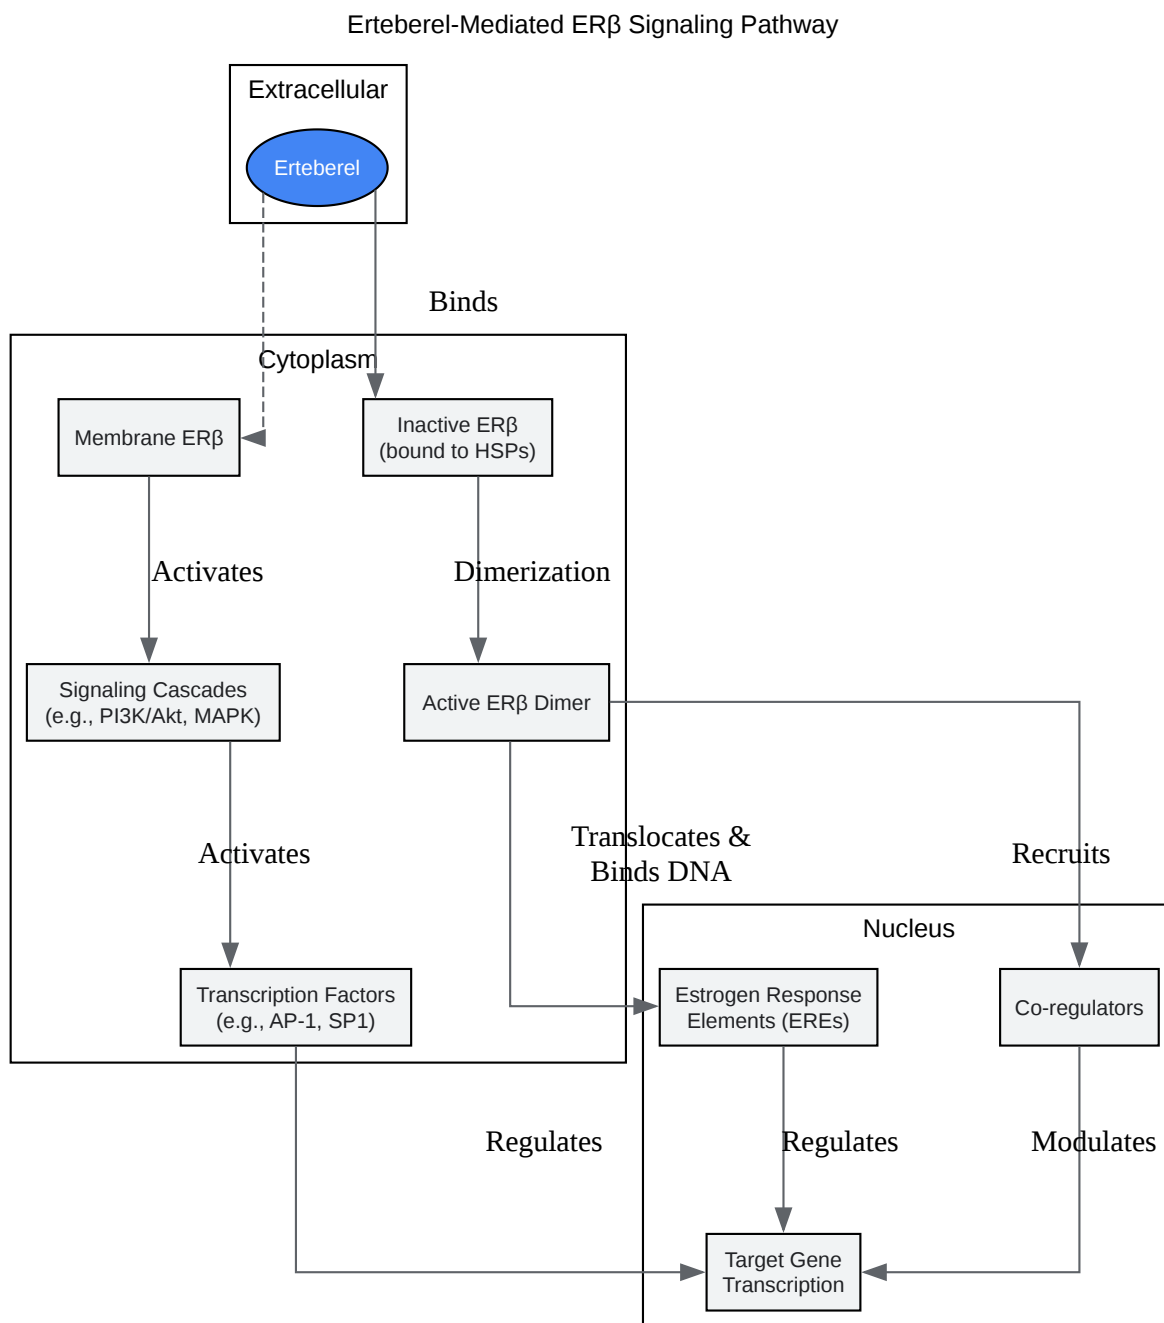 Erteberel-Mediated ERβ Signaling Pathway
Extracellular
Erteberel
Binds
Cytoplasm
Membrane ERβ
Inactive ERβ
(bound to HSPs)
Activates
Dimerization
Signaling Cascades
(e.g., PI3K/Akt, MAPK)
Active ERβ Dimer
Activates
Translocates &
Binds DNA
Recruits
Nucleus
Transcription Factors
(e.g., AP-1, SP1)
Estrogen Response
Elements (EREs)
Co-regulators
Regulates
Regulates
Modulates
Target Gene
Transcription